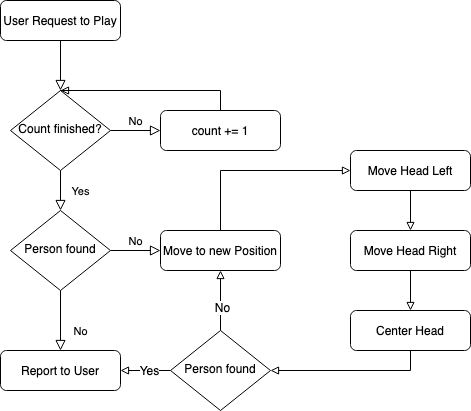 User Request to Play
Count finished?
No
count += 1
Yes
Person found
No
Move to new Position
Move Head Left
Move Head Right
Center Head
No
No
Person found
Yes
Report to User